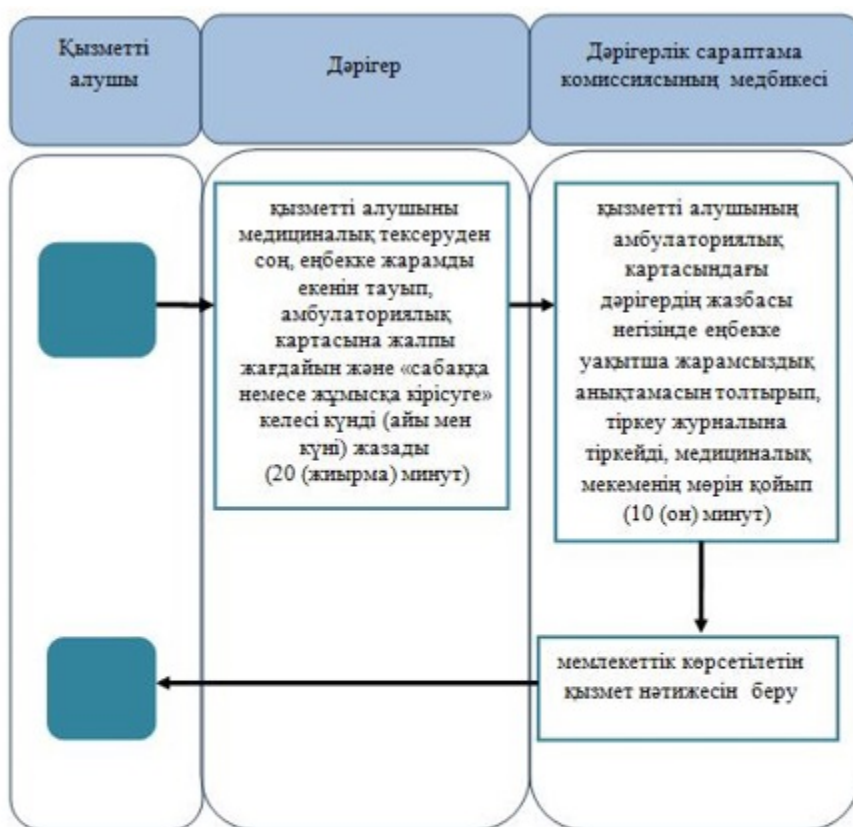 Қызметті
алушы
Дәрігер
Дәрігерлік сараптама
комиссиясының медбикесі
қызметті алушыны
медициналық тексеруден
соң, еңбекке жарамды
екенін тауып,
амбулаториялық
картасына жалпы
жағдайын және «сабаққа
немесе жұмысқа кірісуге»
келесі күнді (айы мен
күні) жазады
(20 (жиырма) минут)
қызметті алушының
амбулаториялық
картасындағы
дәрігердің жазбасы
негізінде еңбекке
уақытша жарамсыздық
анықтамасын толтырып,
тіркеу журналына
тіркейді, медициналық
мекеменің мөрін қойып
(10 (он) минут)
мемлекеттік көрсетілетін
қызмет нәтижесін беру